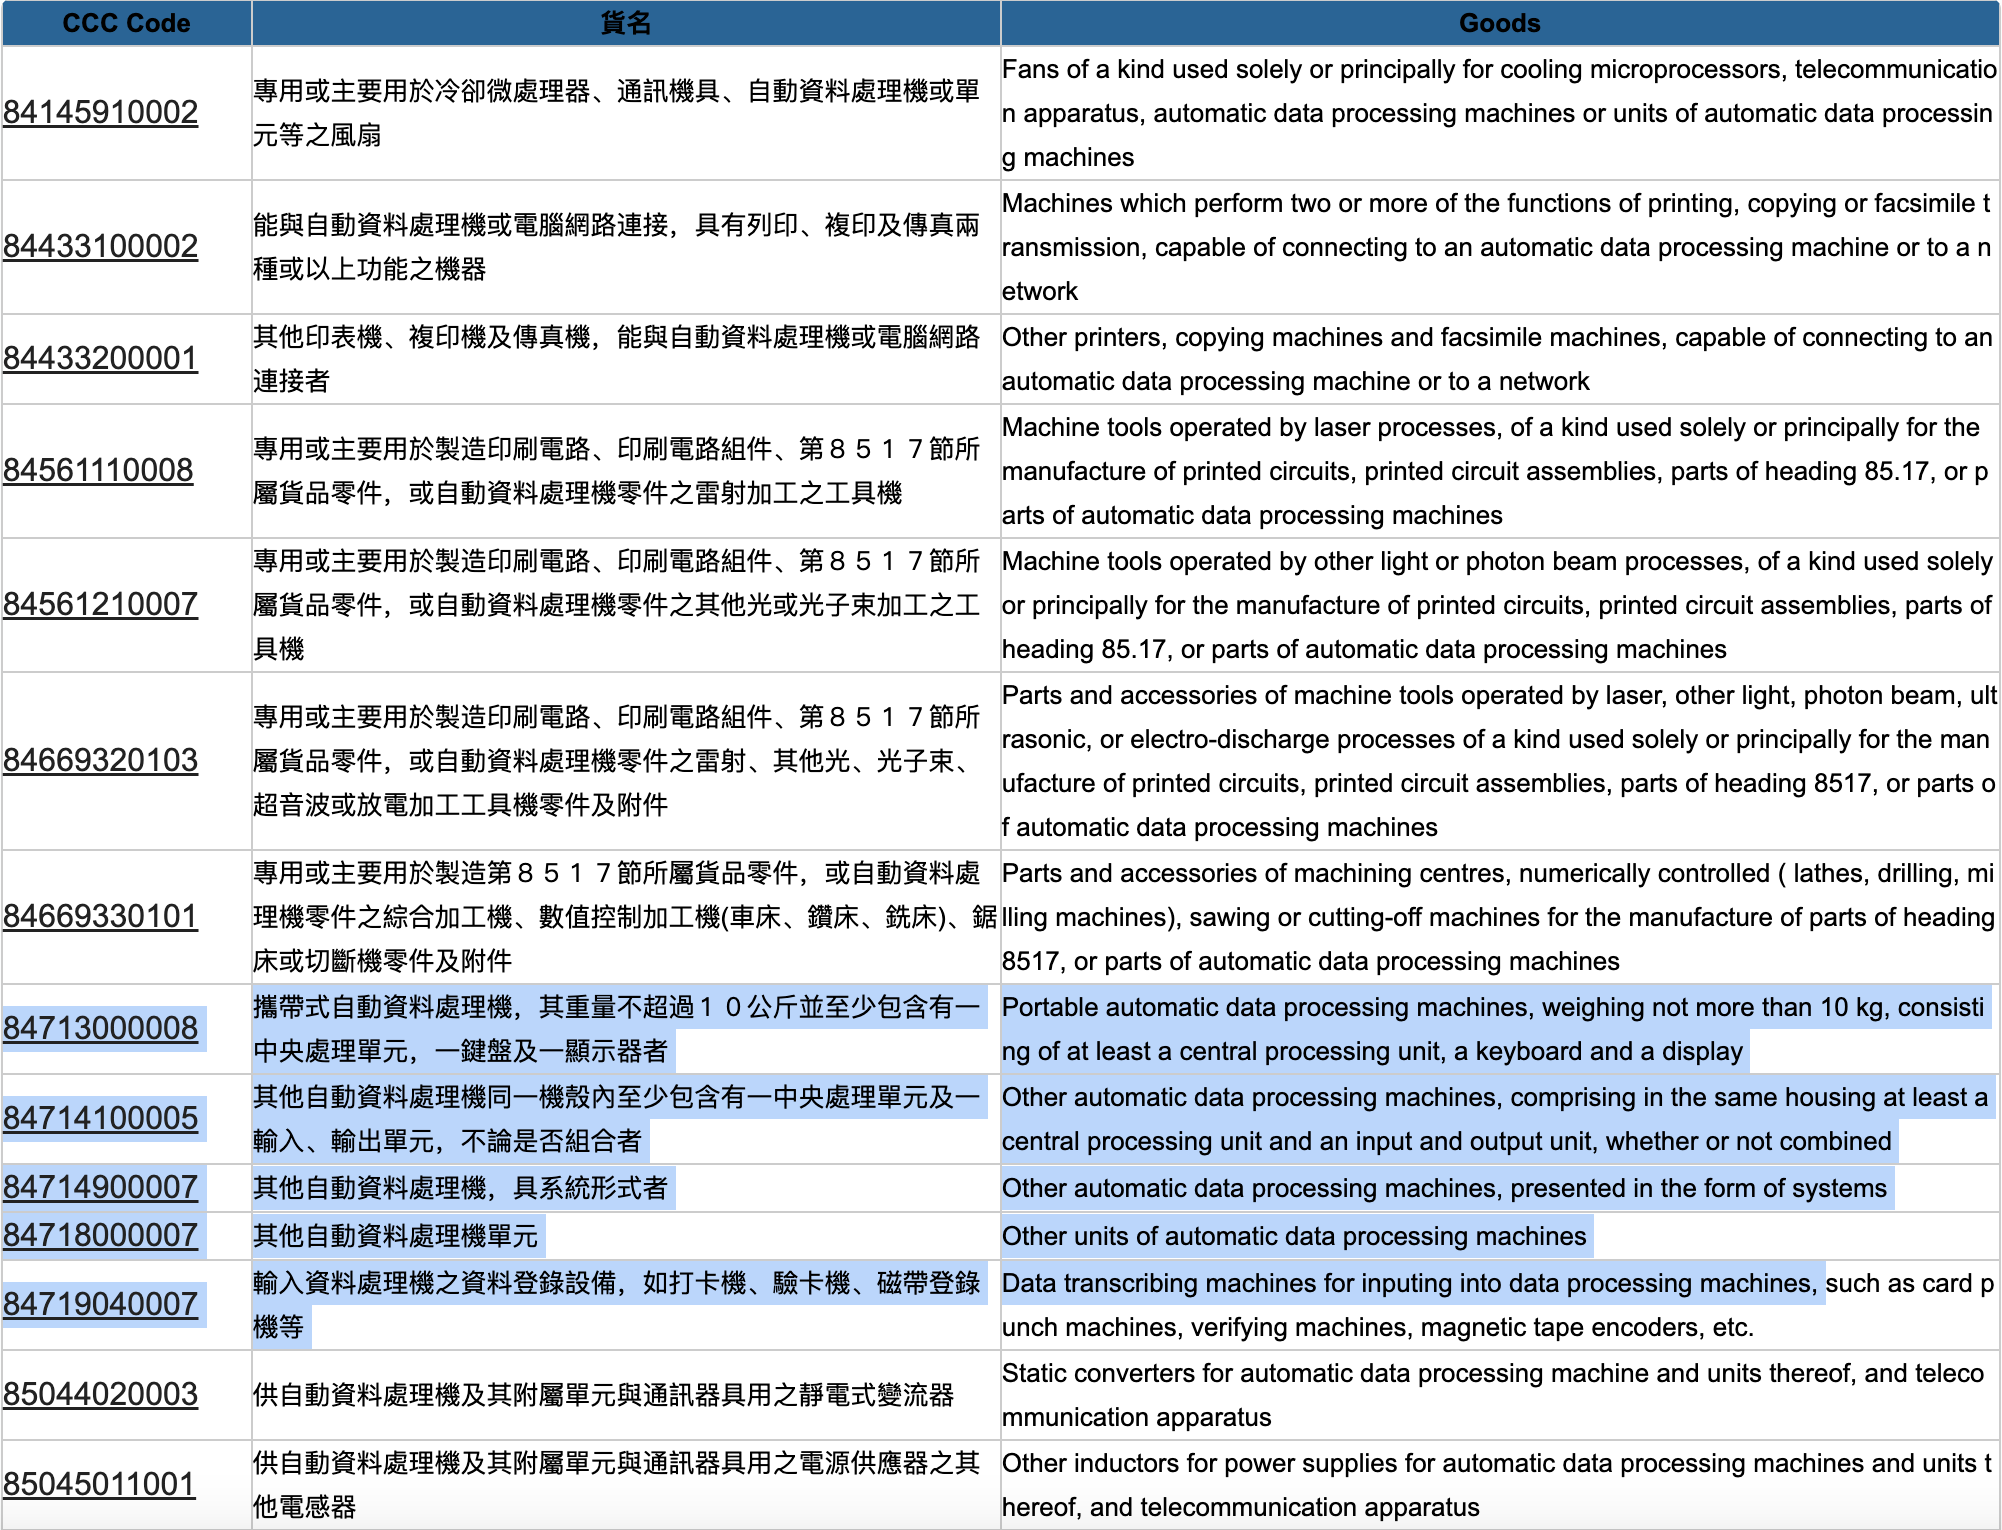 CCC Code 貨名 Goods
84145910002
專用或主要用於冷卻微處理器、通訊機具、自動資料處理機或單
元等之風扇
Fans of a kind used solely or principally for cooling microprocessors, telecommunicatio
n apparatus, automatic data processing machines or units of automatic data processin
g machines
84433100002
能與自動資料處理機或電腦網路連接，具有列印、複印及傳真兩
種或以上功能之機器
Machines which perform two or more of the functions of printing, copying or facsimile t
ransmission, capable of connecting to an automatic data processing machine or to a n
etwork
84433200001
其他印表機、複印機及傳真機，能與自動資料處理機或電腦網路
連接者
Other printers, copying machines and facsimile machines, capable of connecting to an
automatic data processing machine or to a network
84561110008
專用或主要用於製造印刷電路、印刷電路組件、第８５１７節所
屬貨品零件，或自動資料處理機零件之雷射加工之工具機
Machine tools operated by laser processes, of a kind used solely or principally for the
manufacture of printed circuits, printed circuit assemblies, parts of heading 85.17, or p
arts of automatic data processing machines
84561210007
專用或主要用於製造印刷電路、印刷電路組件、第８５１７節所
屬貨品零件，或自動資料處理機零件之其他光或光子束加工之工
具機
Machine tools operated by other light or photon beam processes, of a kind used solely
or principally for the manufacture of printed circuits, printed circuit assemblies, parts of
heading 85.17, or parts of automatic data processing machines
84669320103
專用或主要用於製造印刷電路、印刷電路組件、第８５１７節所
屬貨品零件，或自動資料處理機零件之雷射、其他光、光子束、
超音波或放電加工工具機零件及附件
Parts and accessories of machine tools operated by laser, other light, photon beam, ult
rasonic, or electro-discharge processes of a kind used solely or principally for the man
ufacture of printed circuits, printed circuit assemblies, parts of heading 8517, or parts o
f automatic data processing machines
84669330101
專用或主要用於製造第８５１７節所屬貨品零件，或自動資料處
理機零件之綜合加工機、數值控制加工機(車床、鑽床、銑床)、鋸
床或切斷機零件及附件
Parts and accessories of machining centres, numerically controlled ( lathes, drilling, mi
lling machines), sawing or cutting-off machines for the manufacture of parts of heading
8517, or parts of automatic data processing machines
84713000008
攜帶式自動資料處理機，其重量不超過１０公斤並至少包含有一
中央處理單元，一鍵盤及一顯示器者
Portable automatic data processing machines, weighing not more than 10 kg, consisti
ng of at least a central processing unit, a keyboard and a display
84714100005
其他自動資料處理機同一機殼內至少包含有一中央處理單元及一
輸入、輸出單元，不論是否組合者
Other automatic data processing machines, comprising in the same housing at least a
central processing unit and an input and output unit, whether or not combined
84714900007
其他自動資料處理機，具系統形式者
Other automatic data processing machines, presented in the form of systems
84718000007
其他自動資料處理機單元
Other units of automatic data processing machines
84719040007
輸入資料處理機之資料登錄設備，如打卡機、驗卡機、磁帶登錄
機等
Data transcribing machines for inputing into data processing machines, such as card p
unch machines, verifying machines, magnetic tape encoders, etc.
85044020003
供自動資料處理機及其附屬單元與通訊器具用之靜電式變流器
Static converters for automatic data processing machine and units thereof, and teleco
mmunication apparatus
85045011001
供自動資料處理機及其附屬單元與通訊器具用之電源供應器之其
他電感器
Other inductors for power supplies for automatic data processing machines and units t
hereof, and telecommunication apparatus